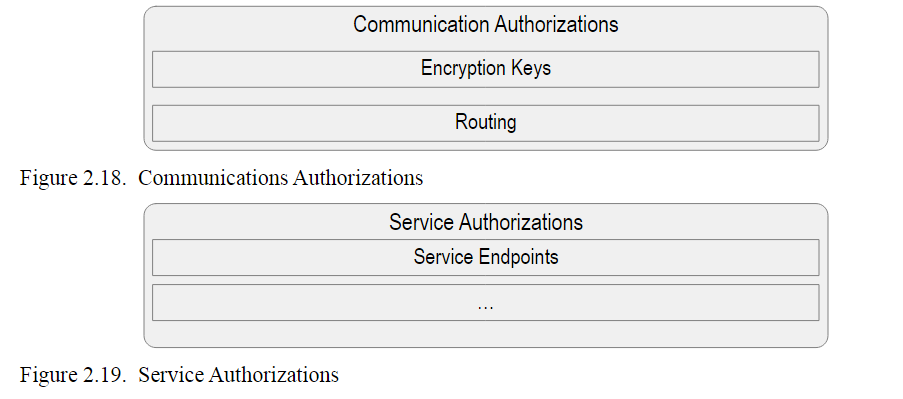 Communication Authorizations
Encryption Keys
Routing
Figure 2.18. Communications Authorizations
Service Authorizations
Service Endpoints
...
Figure 2.19. Service Authorizations